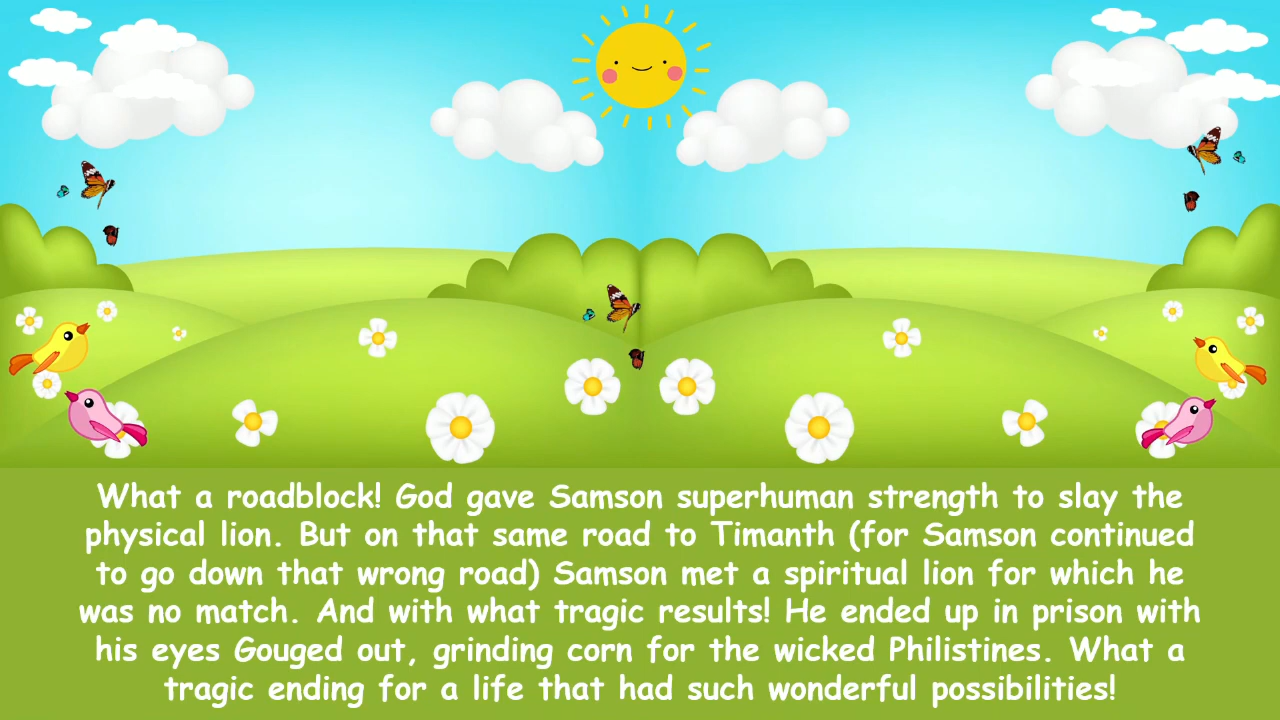 What a roadblock! God gave Samson superhuman strength to slay the
physical lion. But on that same road to Timanth (for Samson continued
to go down that wrong road) Samson met a spiritual lion for which he
was no match. And with what tragic results! He ended up in prison with
his eyes Gouged out, grinding corn for the wicked Philistines. What a
tragic ending for a life that had such wonderful possibilities!